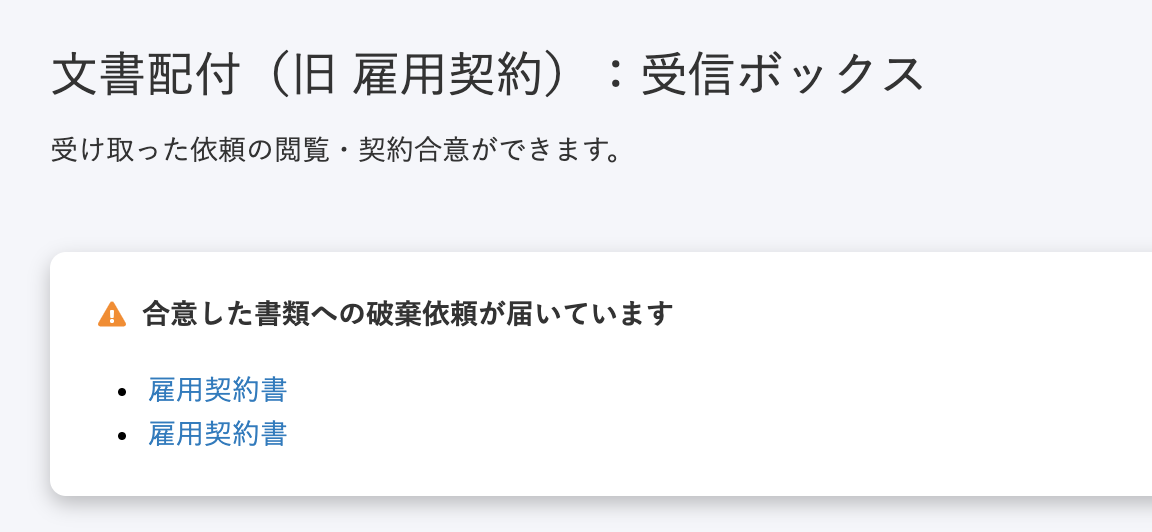 文書配付（旧 雇用契約）：受信ボックス
受け取った依頼の閲覧・契約合意ができます。
合意した書類への破棄依頼が届いています
雇用契約書
雇用契約書